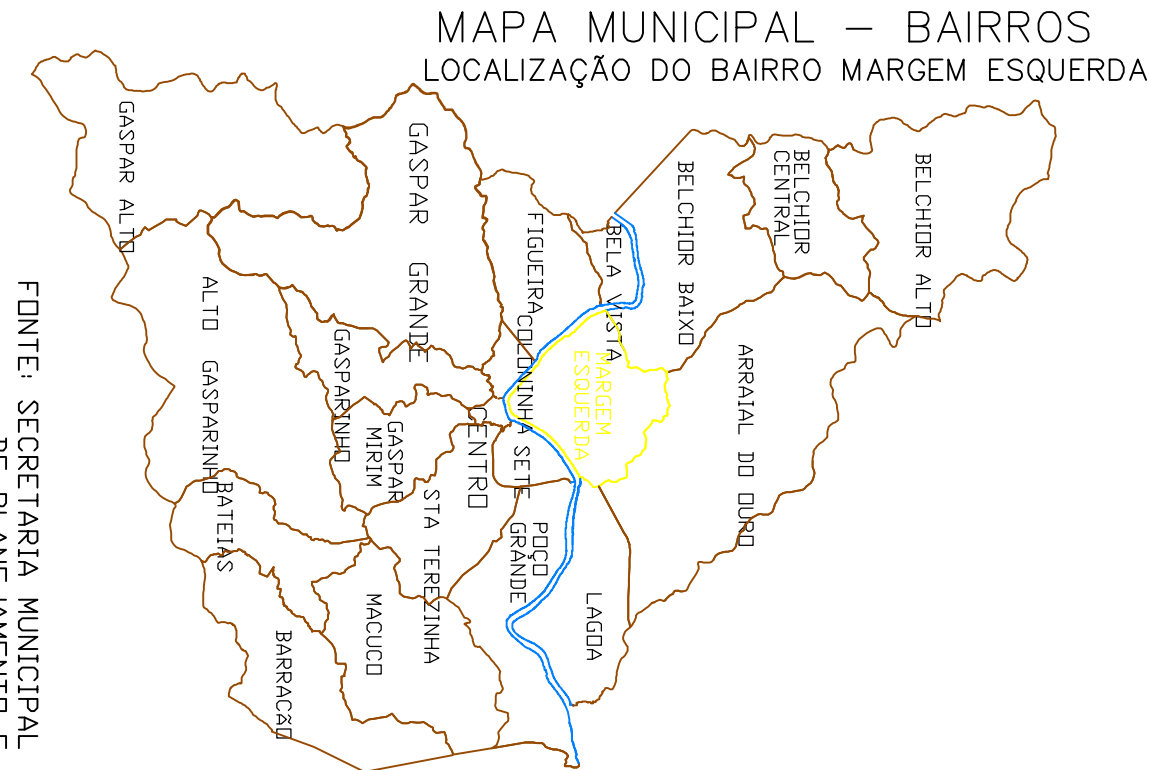 MAPA MUNICIPAL – BAIRROS
LOCALIZAÇÃO DO BAIRRO MARGEM ESQUERDA
GASPAR ALTO
GASPAR GRANDE
FIGUEIRA
BELA VISTA
BELCHIOR BAIXO
BELCHIOR
CENTRAL
BELCHIOR ALTO
ALTO GASPARINHO
GASPARINHO
COLONINHA SETE
MARGEM
ESQUERDA
ARRAIAL DO OURO
GASPAR
MIRIM
CENTRO
BATEIAS
STA TEREZINHA
POÇO
GRANDE
LAGOA
MACUCO
BARRACÃO
FONTE: SECRETARIA MUNICIPAL
DE PLANEJAMENTO E